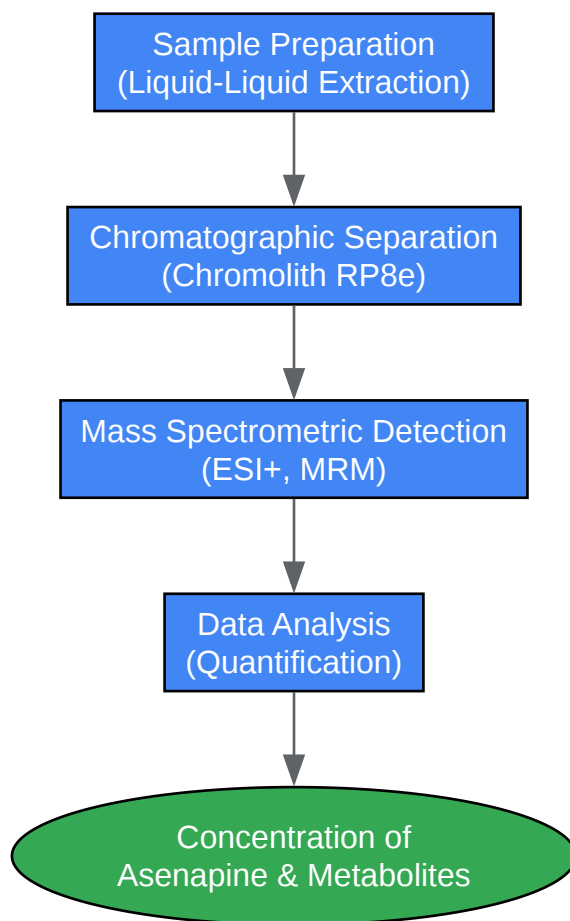 Sample Preparation
(Liquid-Liquid Extraction)
Chromatographic Separation
(Chromolith RP8e)
Mass Spectrometric Detection
(ESI+, MRM)
Data Analysis
(Quantification)
Concentration of
Asenapine & Metabolites